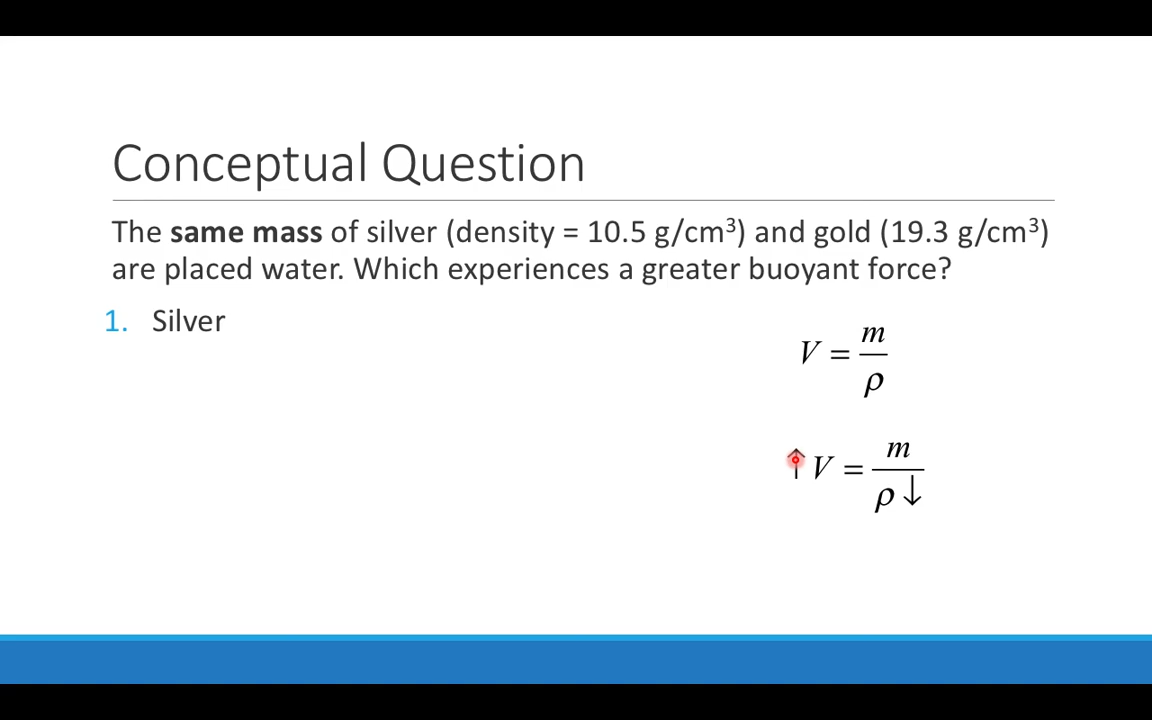 Conceptual Question
The same mass of silver (density = 10.5 g/cm³) and gold (19.3 g/cm³)
are placed water. Which experiences a greater buoyant force?
1. Silver
V = m/ρ
↑ V = m/ρ↓